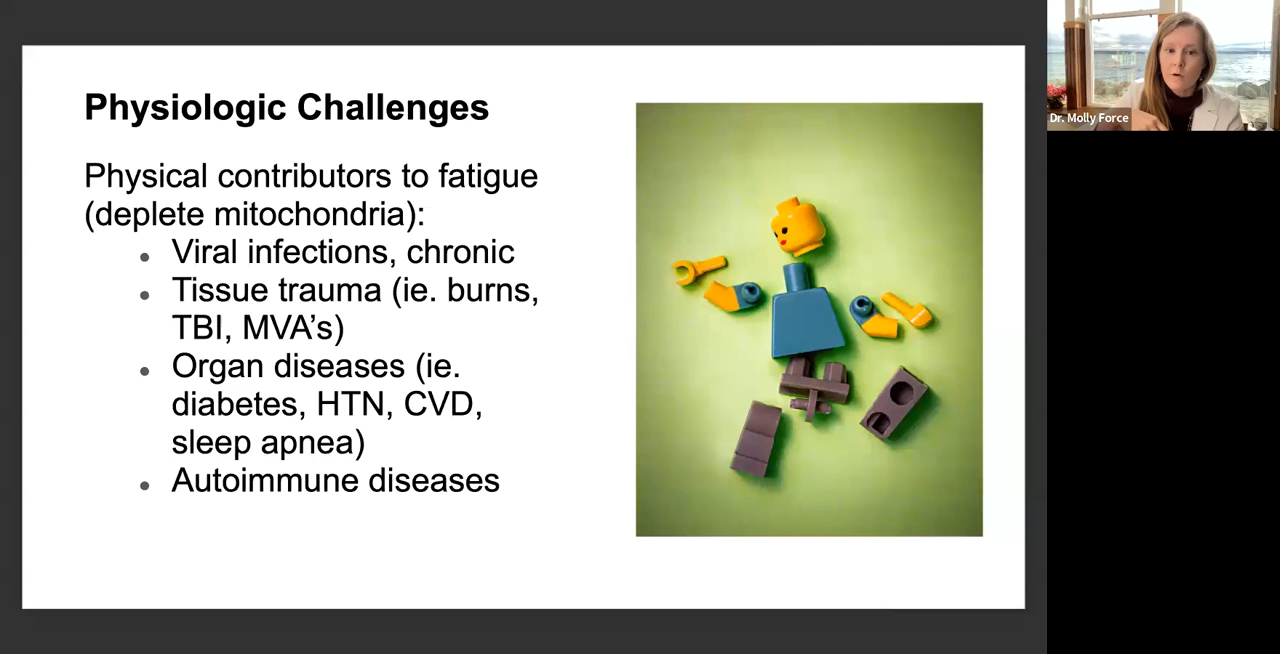 Physiologic Challenges
Physical contributors to fatigue
(deplete mitochondria):
• Viral infections, chronic
• Tissue trauma (ie. burns,
TBI, MVA's)
• Organ diseases (ie.
diabetes, HTN, CVD,
sleep apnea)
• Autoimmune diseases
Dr. Molly Force